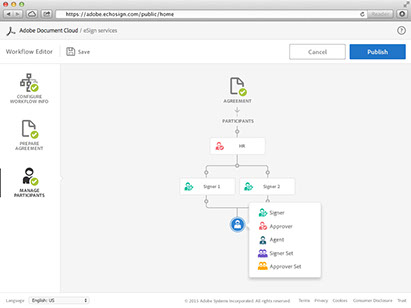 https://adobe.echosign.com/public/home
Reader
Adobe Document Cloud / eSign services
Workflow Editor
Save
Cancel
Publish
CONFIGURE
WORKFLOW INFO
PREPARE
AGREEMENT
MANAGE
PARTICIPANTS
AGREEMENT
PARTICIPANTS
HR
Signer 1
Signer 2
Signer
Approver
Agent
Signer Set
Approver Set
Language
English: US
© 2015 Adobe Systems Incorporated. All rights reserved.
Terms
Privacy
Cookies
Consumer Disclosure
Trust